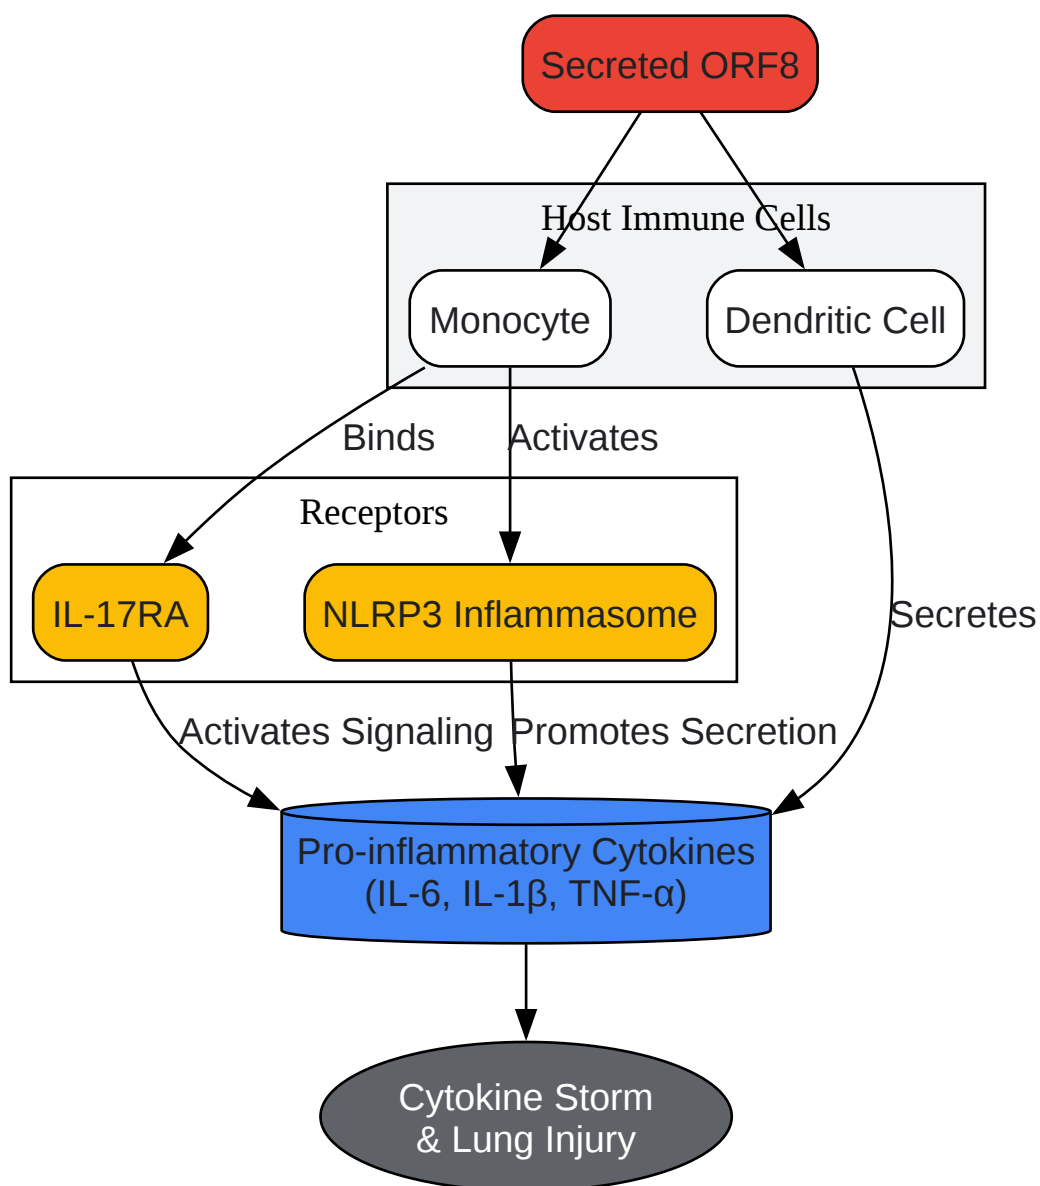 Secreted ORF8
Host Immune Cells
Monocyte
Dendritic Cell
Binds
Activates
Receptors
IL-17RA
NLRP3 Inflammasome
Secretes
Activates Signaling
Promotes Secretion
Pro-inflammatory Cytokines
(IL-6, IL-1β, TNF-α)
Cytokine Storm
& Lung Injury